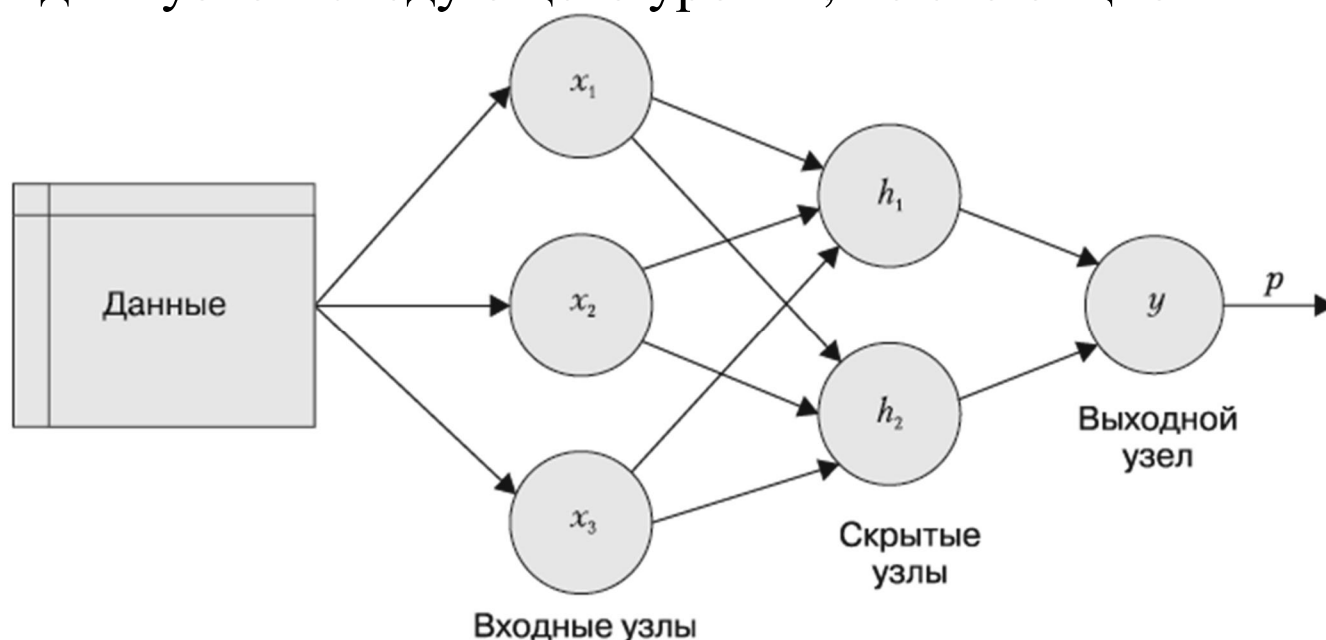 x₁
h₁
Данные
x₂
y
p
h₂
Выходной
узел
x₃
Скрытые
узлы
Входные узлы